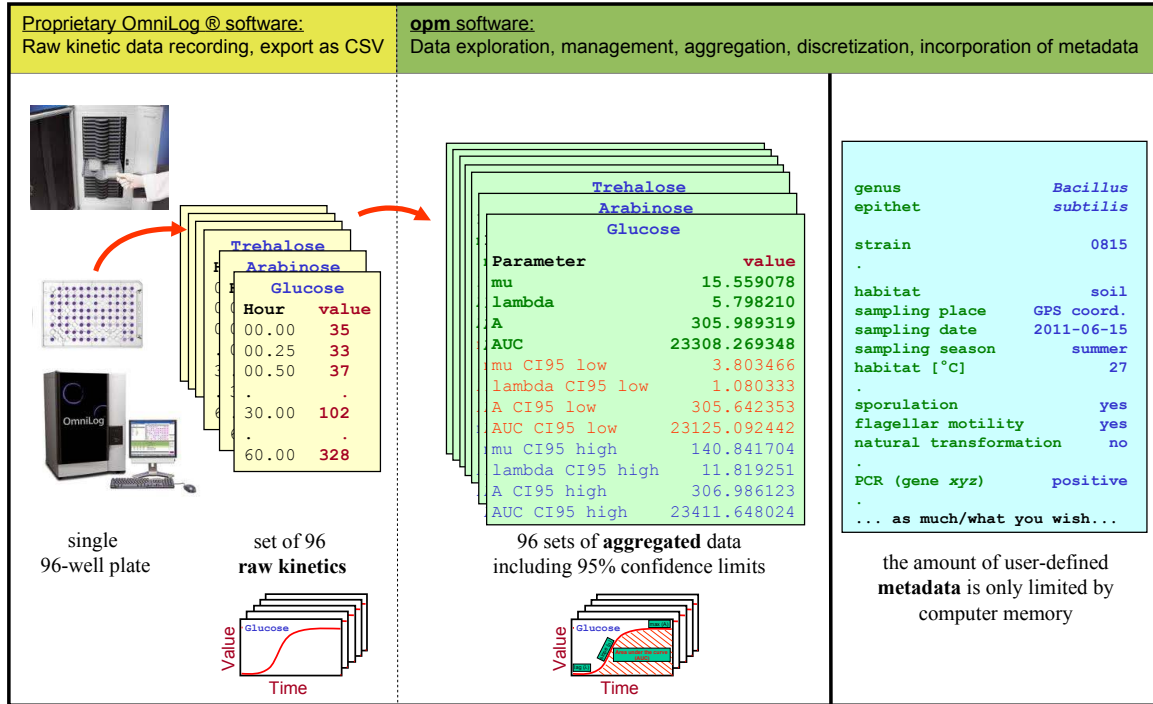 Proprietary OmniLog ® software:
Raw kinetic data recording, export as CSV
opm software:
Data exploration, management, aggregation, discretization, incorporation of metadata
OmniLog
single
96-well plate
Trehalose
Arabinose
Glucose
Hour value
00.00 35
00.25 33
00.50 37
. .
30.00 102
. .
60.00 328
set of 96
raw kinetics
Glucose
Value
Time
Trehalose
Arabinose
Glucose
Parameter value
mu 15.559078
lambda 5.798210
A 305.989319
AUC 23308.269348
mu CI95 low 3.803466
lambda CI95 low 1.080333
A CI95 low 305.642353
AUC CI95 low 23125.092442
mu CI95 high 140.841704
lambda CI95 high 11.819251
A CI95 high 306.986123
AUC CI95 high 23411.648024
96 sets of aggregated data
including 95% confidence limits
Glucose
max (A)
Area under the curve
(AUC)
Value
Time
genus Bacillus
epithet subtilis
strain 0815
.
habitat soil
sampling place GPS coord.
sampling date 2011-06-15
sampling season summer
habitat [°C] 27
.
sporulation yes
flagellar motility yes
natural transformation no
.
PCR (gene xyz) positive
.
... as much/what you wish...
the amount of user-defined
metadata is only limited by
computer memory